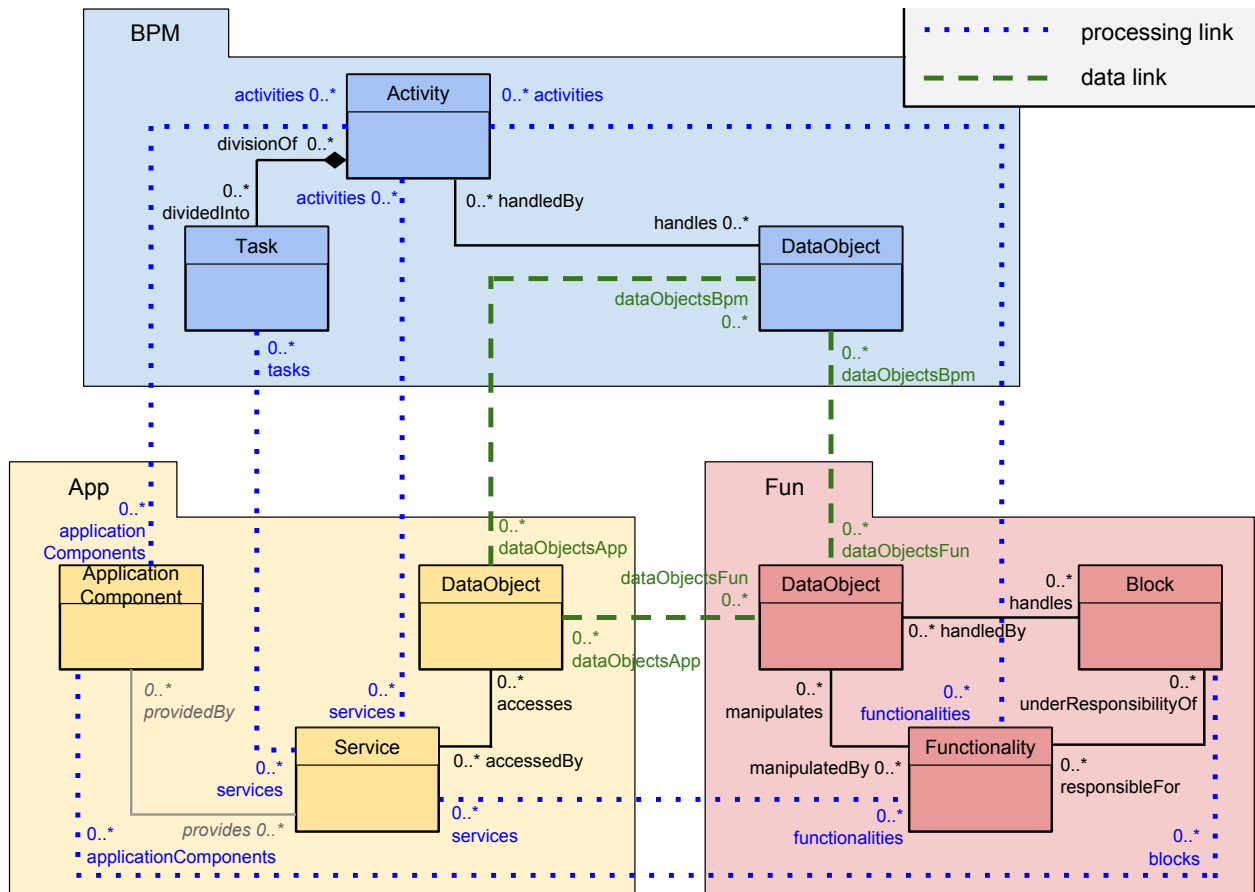 BPM
processing link
data link
activities 0..*
Activity
0..* activities
divisionOf 0..*
0..*
dividedInto
activities 0..*
0..* handledBy
handles 0..*
Task
DataObject
dataObjectsBpm
0..*
0..*
tasks
0..*
dataObjectsBpm
App
Fun
0..*
application
Components
0..*
dataObjectsApp
0..*
dataObjectsFun
Application
Component
DataObject
dataObjectsFun
0..*
DataObject
0..*
handles
Block
0..*
dataObjectsApp
0..* handledBy
0..*
providedBy
0..*
services
0..*
accesses
0..*
manipulates
0..*
functionalities
0..*
underResponsibilityOf
Service
Functionality
0..* accessedBy
manipulatedBy 0..*
0..*
responsibleFor
0..*
services
provides 0..*
0..*
services
0..*
functionalities
0..*
applicationComponents
0..*
blocks